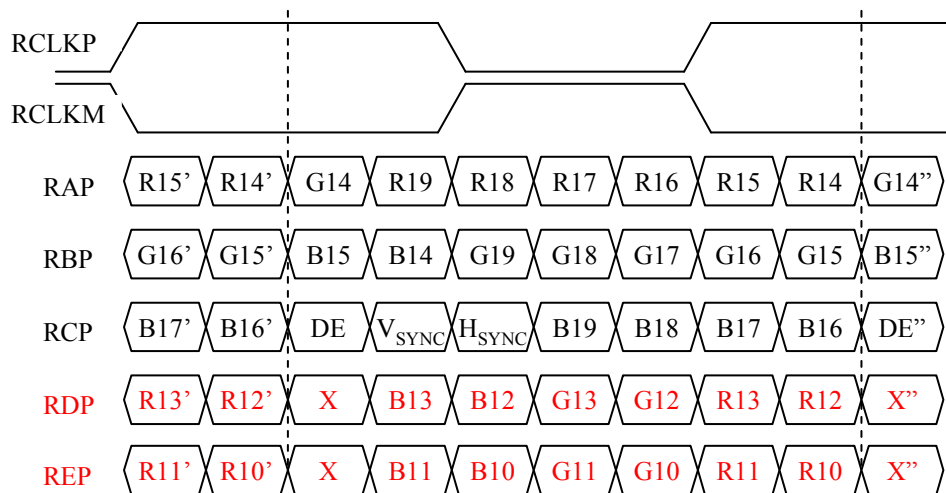 RCLKP
RCLKM
RAP R15’ R14’ G14 R19 R18 R17 R16 R15 R14 G14”
RBP G16’ G15’ B15 B14 G19 G18 G17 G16 G15 B15”
RCP B17’ B16’ DE VSYNC HSYNC B19 B18 B17 B16 DE”
RDP R13’ R12’ X B13 B12 G13 G12 R13 R12 X”
REP R11’ R10’ X B11 B10 G11 G10 R11 R10 X”